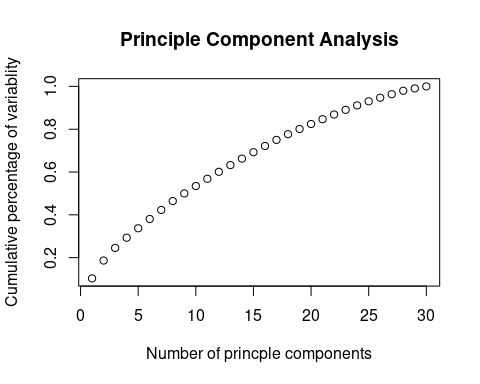 Principle Component Analysis
Cumulative percentage of variablity
1.0
0.8
0.6
0.4
0.2
0 5 10 15 20 25 30
Number of princple components